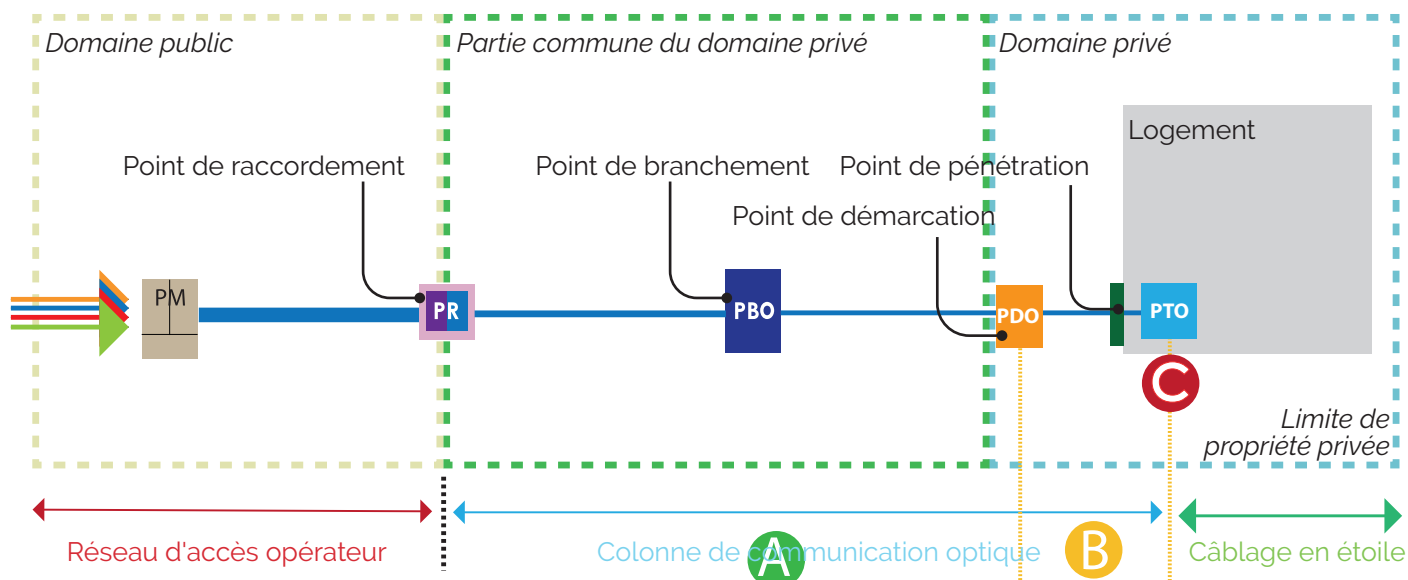 Domaine public
Partie commune du domaine privé
Domaine privé
Logement
Point de raccordement
Point de branchement
Point de pénétration
Point de démarcation
PM
PR
PBO
PDO
PTO
C
Limite de
propriété privée
Réseau d'accès opérateur
Colonne de communication optique
A
B
Câblage en étoile